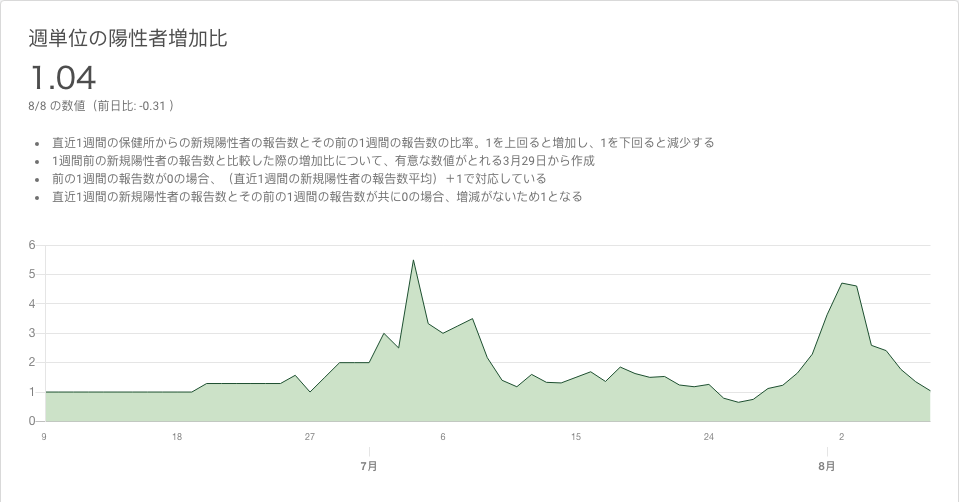 週単位の陽性者増加比
1.04
8/8 の数値（前日比: -0.31 ）
• 直近1週間の保健所からの新規陽性者の報告数とその前の1週間の報告数の比率。1を上回ると増加し、1を下回ると減少する
• 1週間前の新規陽性者の報告数と比較した際の増加比について、有意な数値がとれる3月29日から作成
• 前の1週間の報告数が0の場合、（直近1週間の新規陽性者の報告数平均）＋1で対応している
• 直近1週間の新規陽性者の報告数とその前の1週間の報告数が共に0の場合、増減がないため1となる
6
5
4
3
2
1
0
9 18 27 6 15 24 2
7月 8月